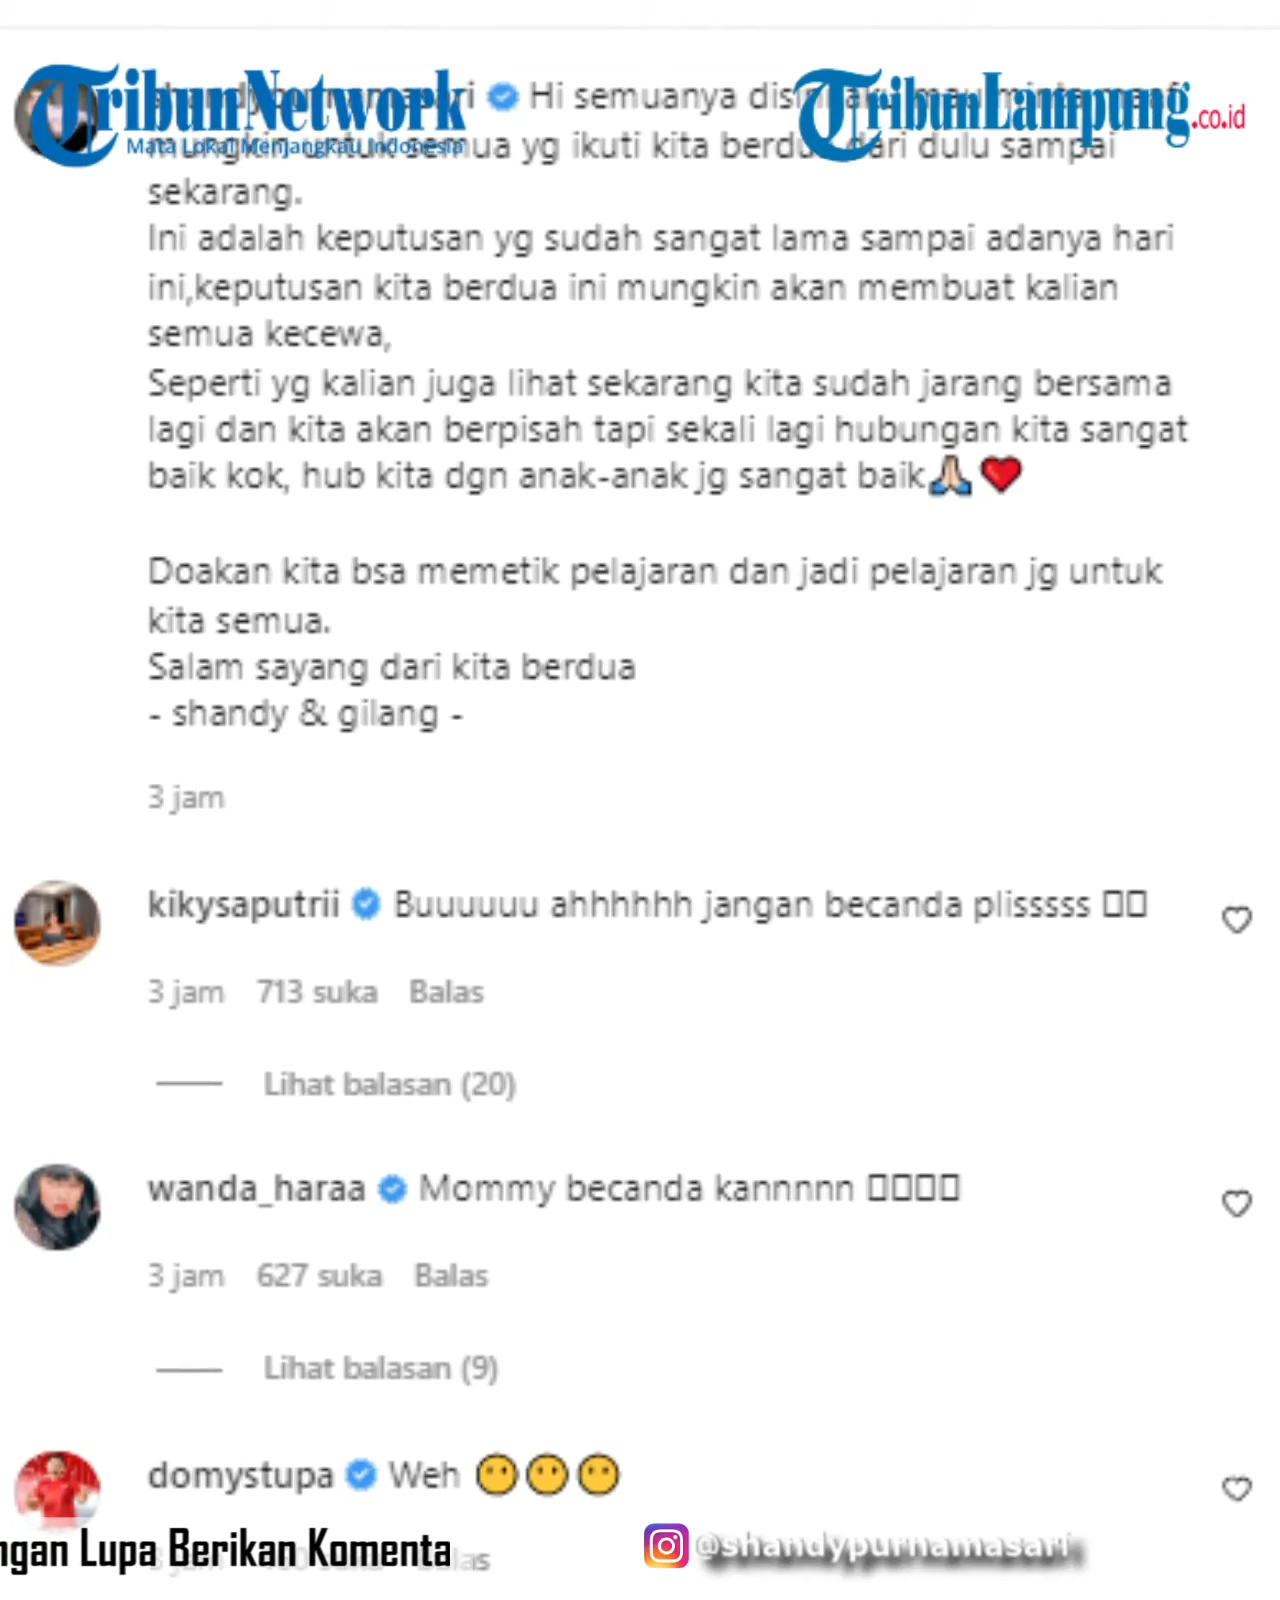 TribunNetwork
Mata Lokal Menjangkau Indonesia
TribunLampung.co.id
Hi semuanya
untuk semua yg ikuti kita berdua dari dulu sampai
sekarang.
Ini adalah keputusan yg sudah sangat lama sampai adanya hari
ini,keputusan kita berdua ini mungkin akan membuat kalian
semua kecewa,
Seperti yg kalian juga lihat sekarang kita sudah jarang bersama
lagi dan kita akan berpisah tapi sekali lagi hubungan kita sangat
baik kok, hub kita dgn anak-anak jg sangat baik🙏🏻❤️
Doakan kita bsa memetik pelajaran dan jadi pelajaran jg untuk
kita semua.
Salam sayang dari kita berdua
- shandy & gilang -
3 jam
kikysaputrii Buuuuuu ahhhhhh jangan becanda plisssss □□
3 jam 713 suka Balas
Lihat balasan (20)
wanda_haraa Mommy becanda kannnnn □□□□
3 jam 627 suka Balas
Lihat balasan (9)
domystupa Weh 😶😶😶
ngan Lupa Berikan Komenta
@shandypurnamasari